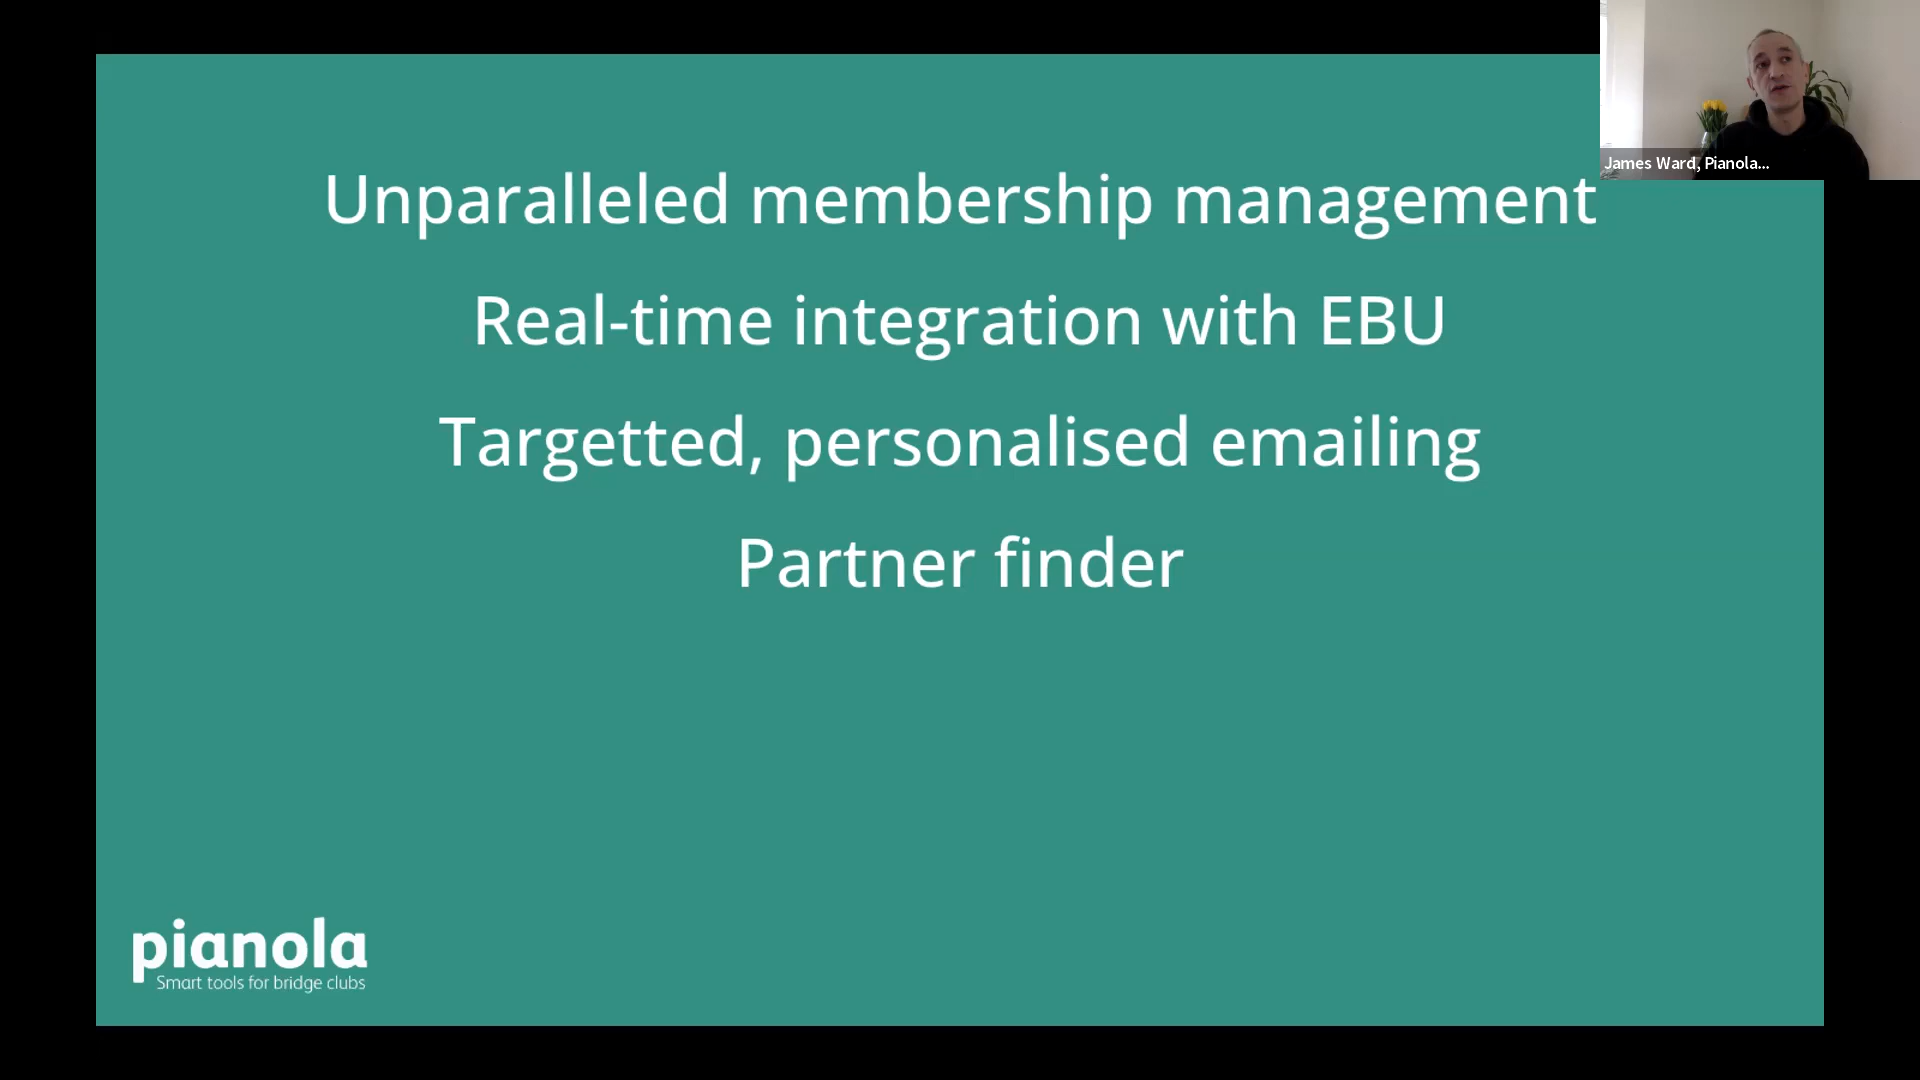 James Ward, Pianola...
Unparalleled membership management
Real-time integration with EBU
Targetted, personalised emailing
Partner finder
pianola
Smart tools for bridge clubs